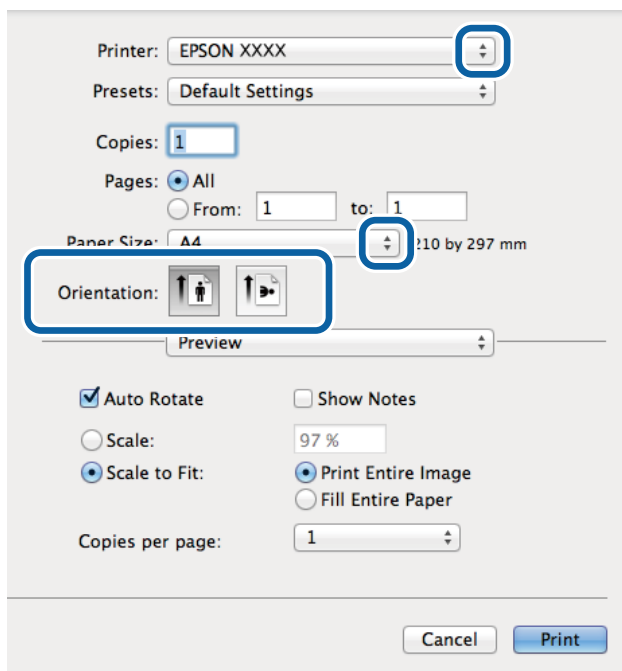 Printer: EPSON XXXX
Presets: Default Settings
Copies: 1
Pages: All
From: 1 to: 1
Paper Size: A4 210 by 297 mm
Orientation:
Preview
Auto Rotate Show Notes
Scale: 97 %
Scale to Fit: Print Entire Image
Fill Entire Paper
Copies per page: 1
Cancel Print